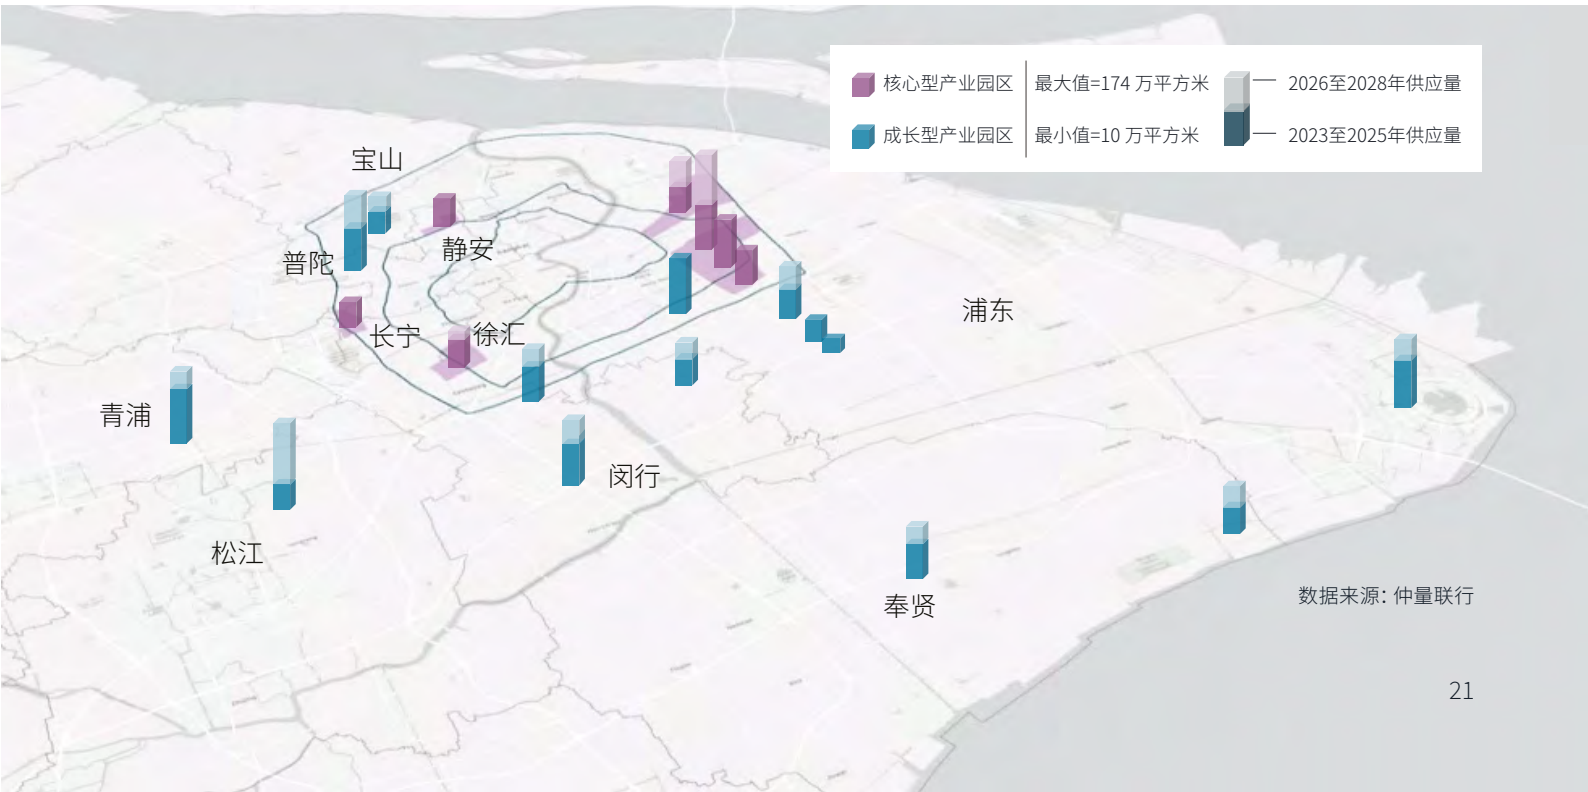 核心型产业园区
最大值=174 万平方米
2026至2028年供应量
成长型产业园区
最小值=10 万平方米
2023至2025年供应量
宝山
静安
普陀
浦东
徐汇
长宁
青浦
闵行
松江
奉贤
数据来源：仲量联行
21